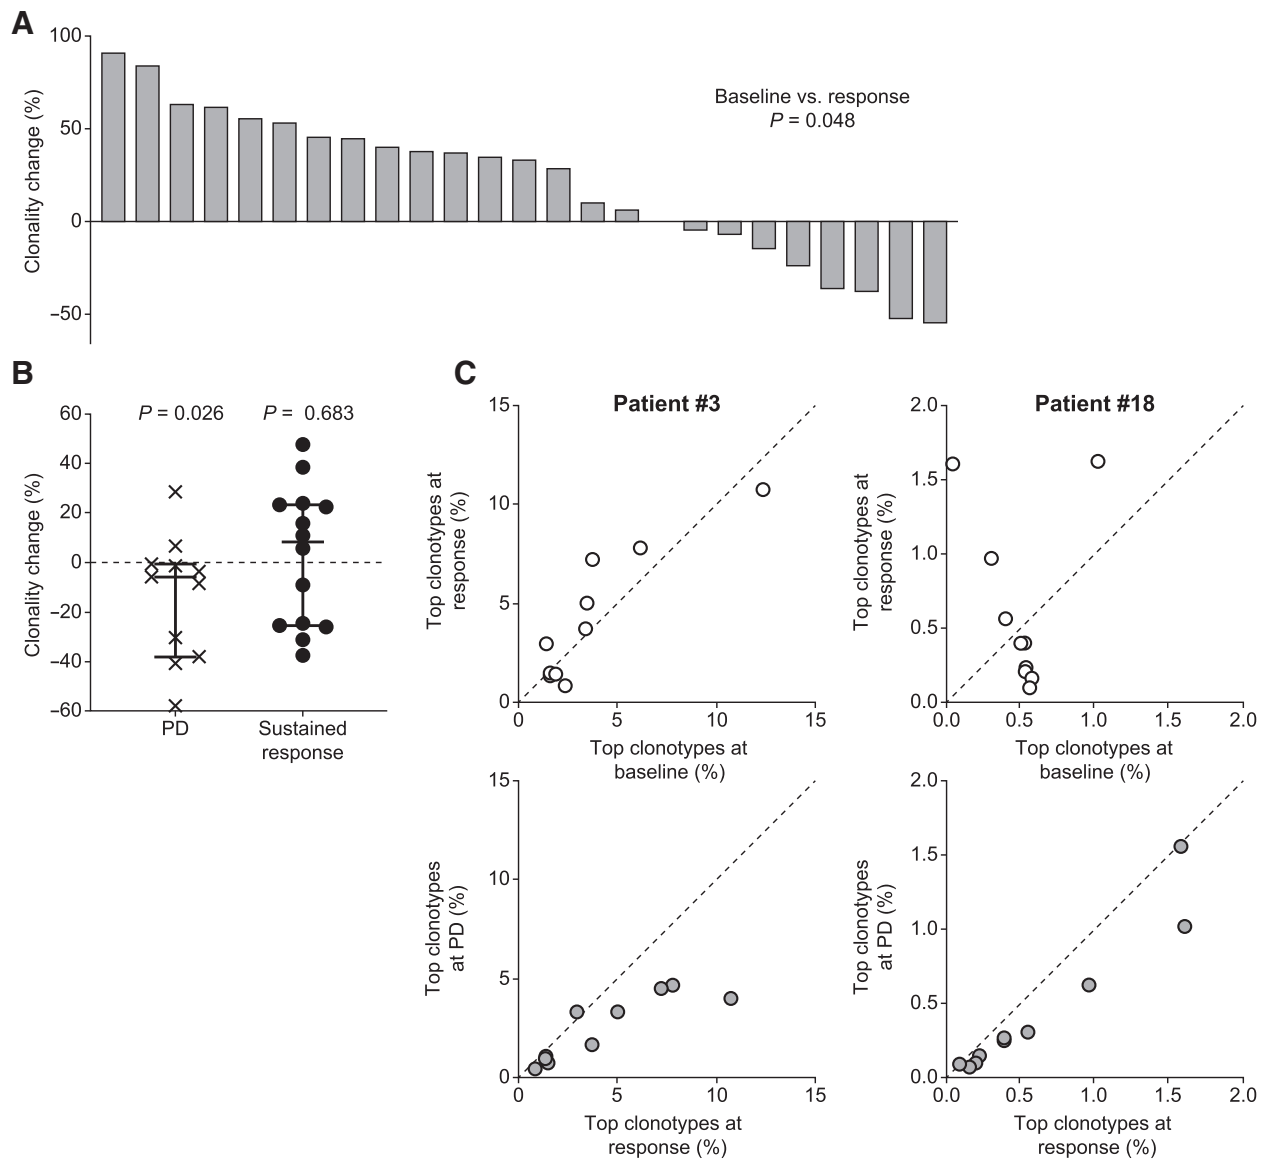 A
100
50
0
–50
Clonality change (%)
Baseline vs. response
P = 0.048
B
60
40
20
0
–20
–40
–60
Clonality change (%)
P = 0.026
P = 0.683
PD
Sustained
response
C
Patient #3
15
10
5
0
Top clonotypes at
response (%)
0
5
10
15
Top clonotypes at
baseline (%)
Patient #18
2.0
1.5
1.0
0.5
0.0
Top clonotypes at
response (%)
0.0
0.5
1.0
1.5
2.0
Top clonotypes at
baseline (%)
15
10
5
0
Top clonotypes
at PD (%)
0
5
10
15
Top clonotypes at
response (%)
2.0
1.5
1.0
0.5
0.0
Top clonotypes
at PD (%)
0.0
0.5
1.0
1.5
2.0
Top clonotypes at
response (%)